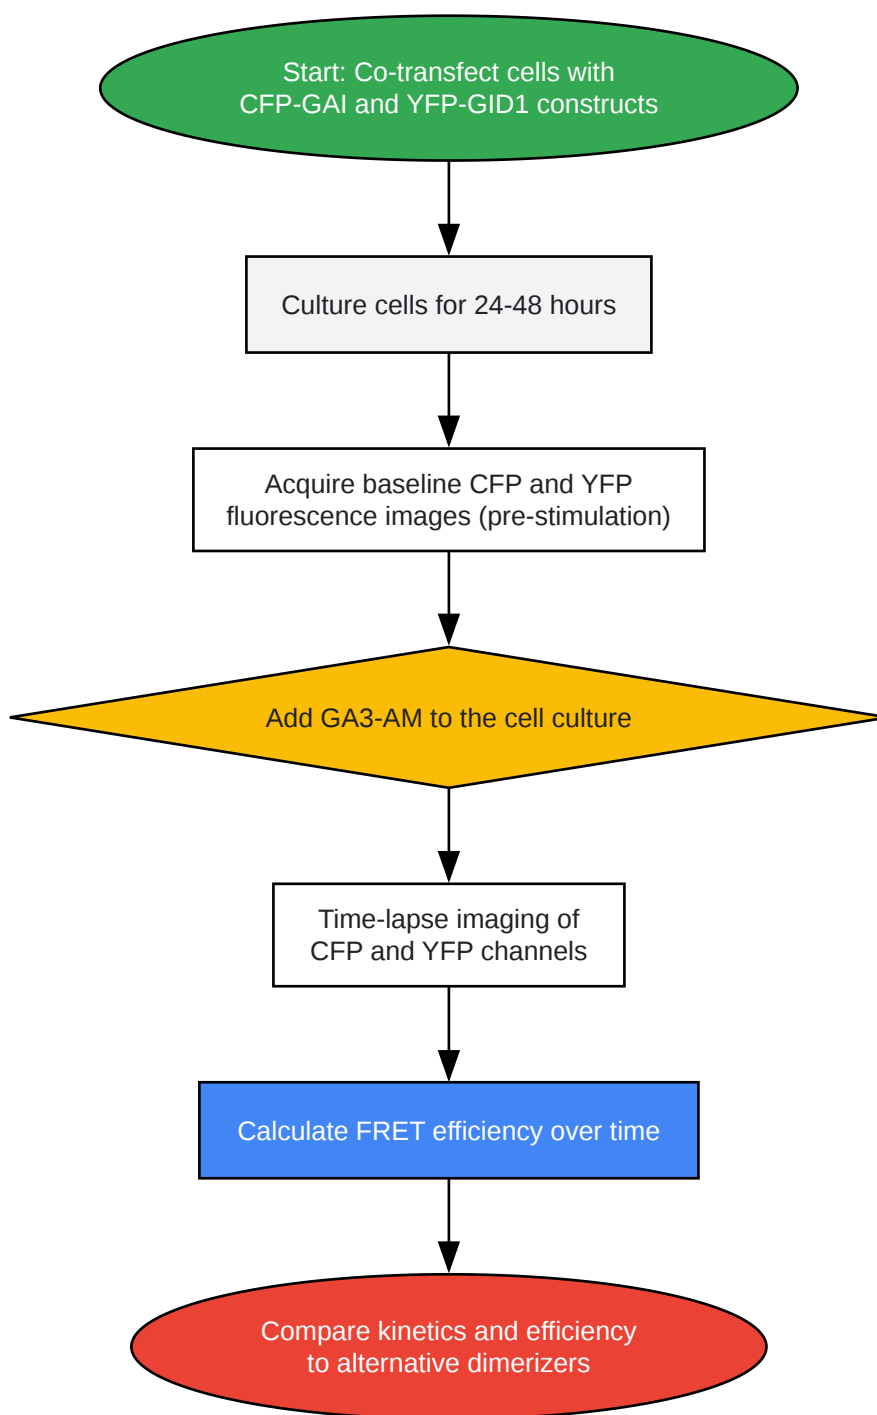 Start: Co-transfect cells with
CFP-GAI and YFP-GID1 constructs
Culture cells for 24-48 hours
Acquire baseline CFP and YFP
fluorescence images (pre-stimulation)
Add GA3-AM to the cell culture
Time-lapse imaging of
CFP and YFP channels
Calculate FRET efficiency over time
Compare kinetics and efficiency
to alternative dimerizers